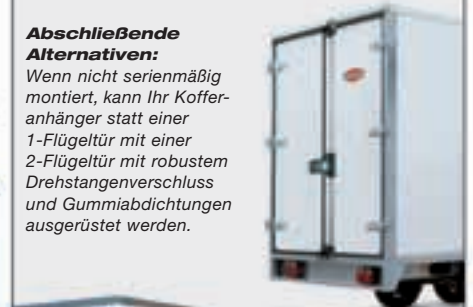 Abschließende
Alternativen:
Wenn nicht serienmäßig
montiert, kann Ihr Koffer-
anhänger statt einer
1-Flügeltür mit einer
2-Flügeltür mit robustem
Drehstangenverschluss
und Gummiabdichtungen
ausgerüstet werden.